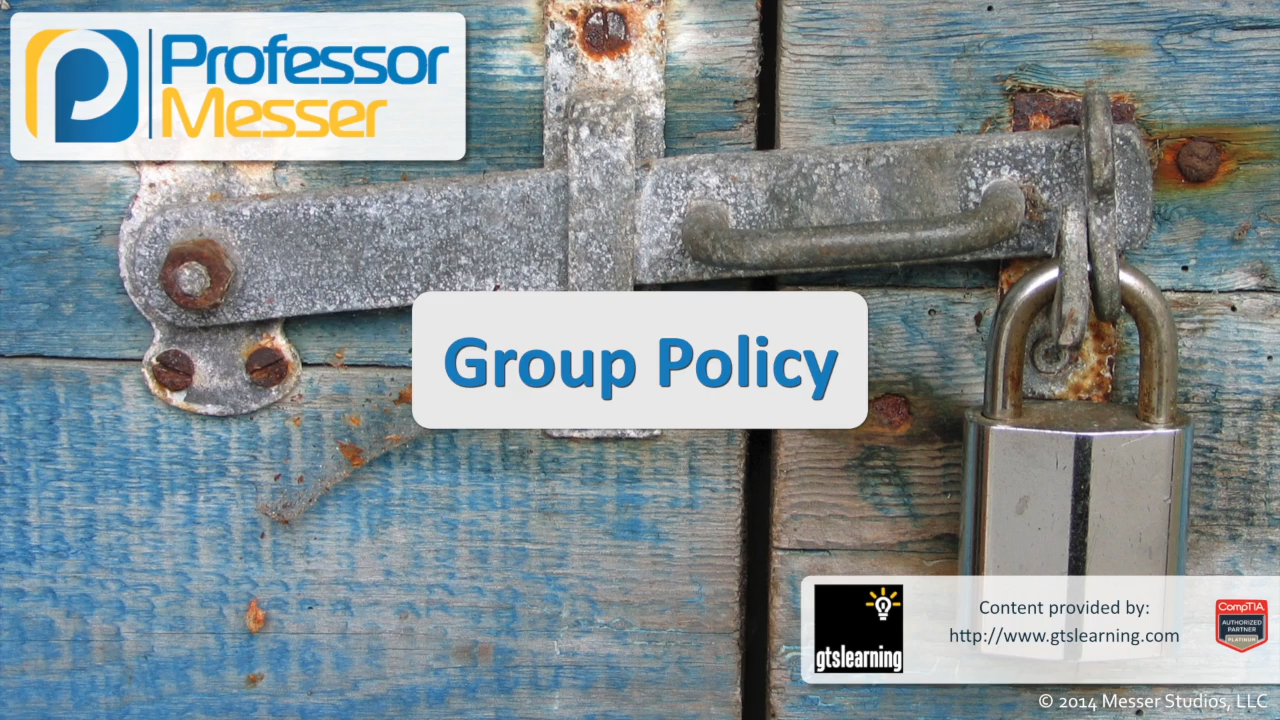 Professor
Messer
Group Policy
gtslearning
Content provided by:
http://www.gtslearning.com
CompTIA
AUTHORIZED
PARTNER
PLATINUM
© 2014 Messer Studios, LLC